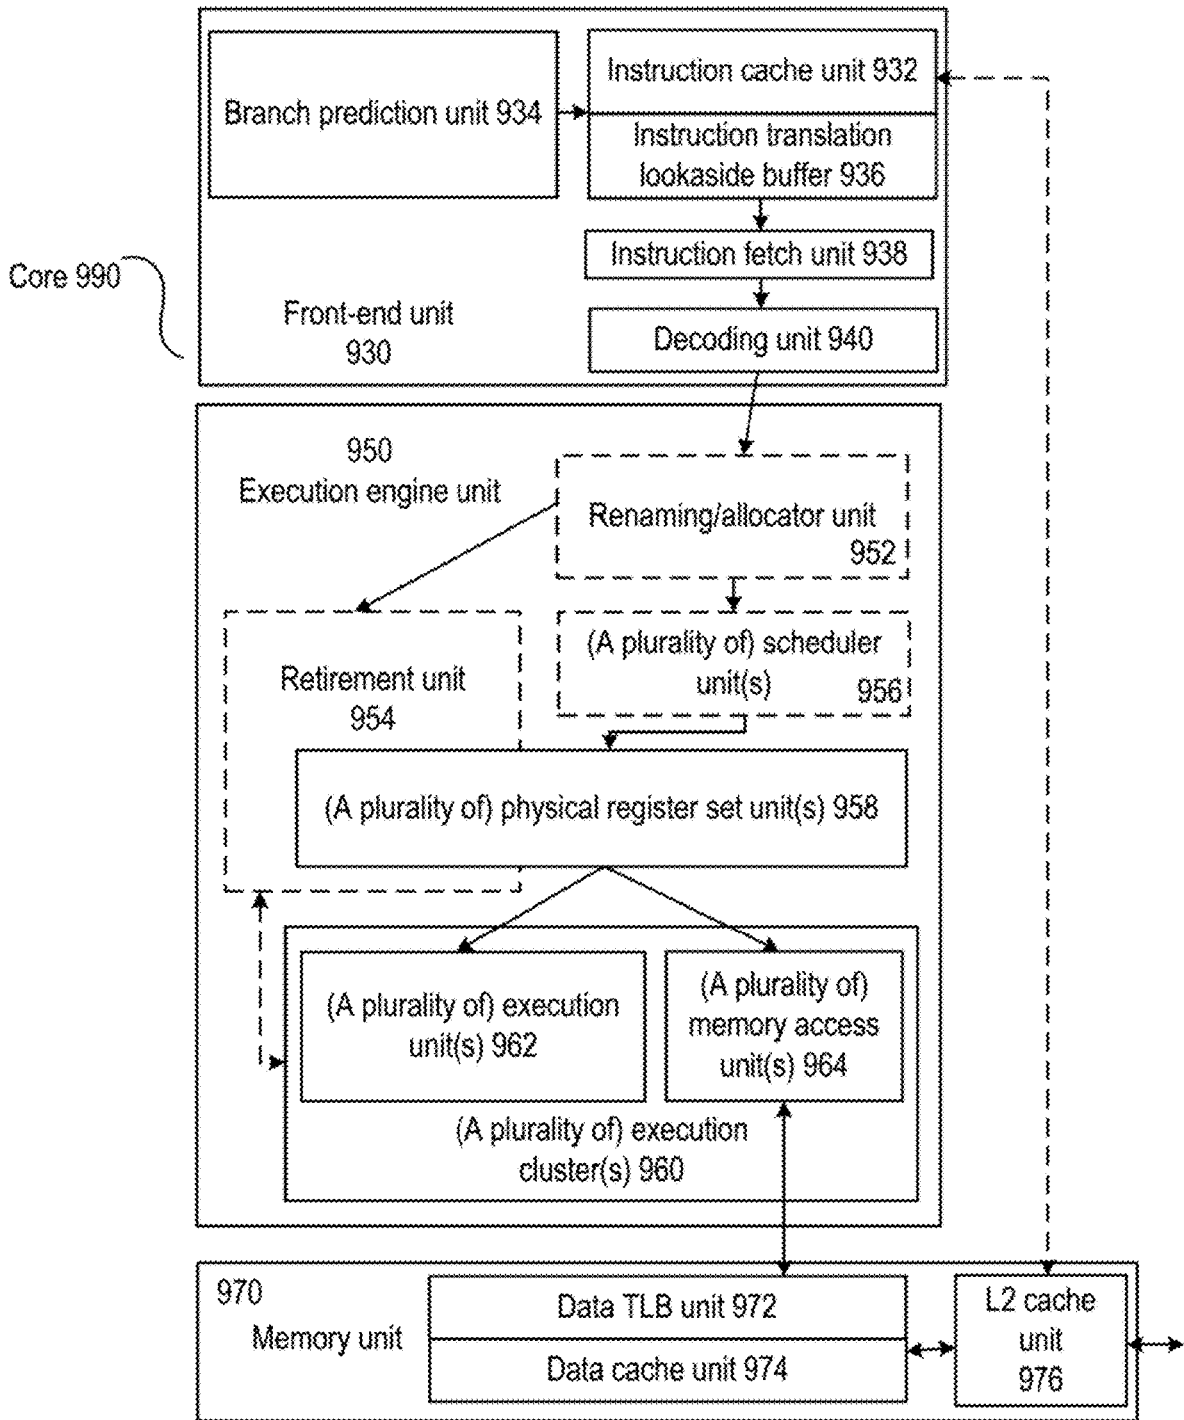 Branch prediction unit 934
Instruction cache unit 932
Instruction translation
lookaside buffer 936
Instruction fetch unit 938
Core 990
Front-end unit
930
Decoding unit 940
950
Execution engine unit
Renaming/allocator unit
952
(A plurality of) scheduler
unit(s)
956
Retirement unit
954
(A plurality of) physical register set unit(s) 958
(A plurality of) execution
unit(s) 962
(A plurality of)
memory access
unit(s) 964
(A plurality of) execution
cluster(s) 960
970
Memory unit
Data TLB unit 972
Data cache unit 974
L2 cache
unit
976